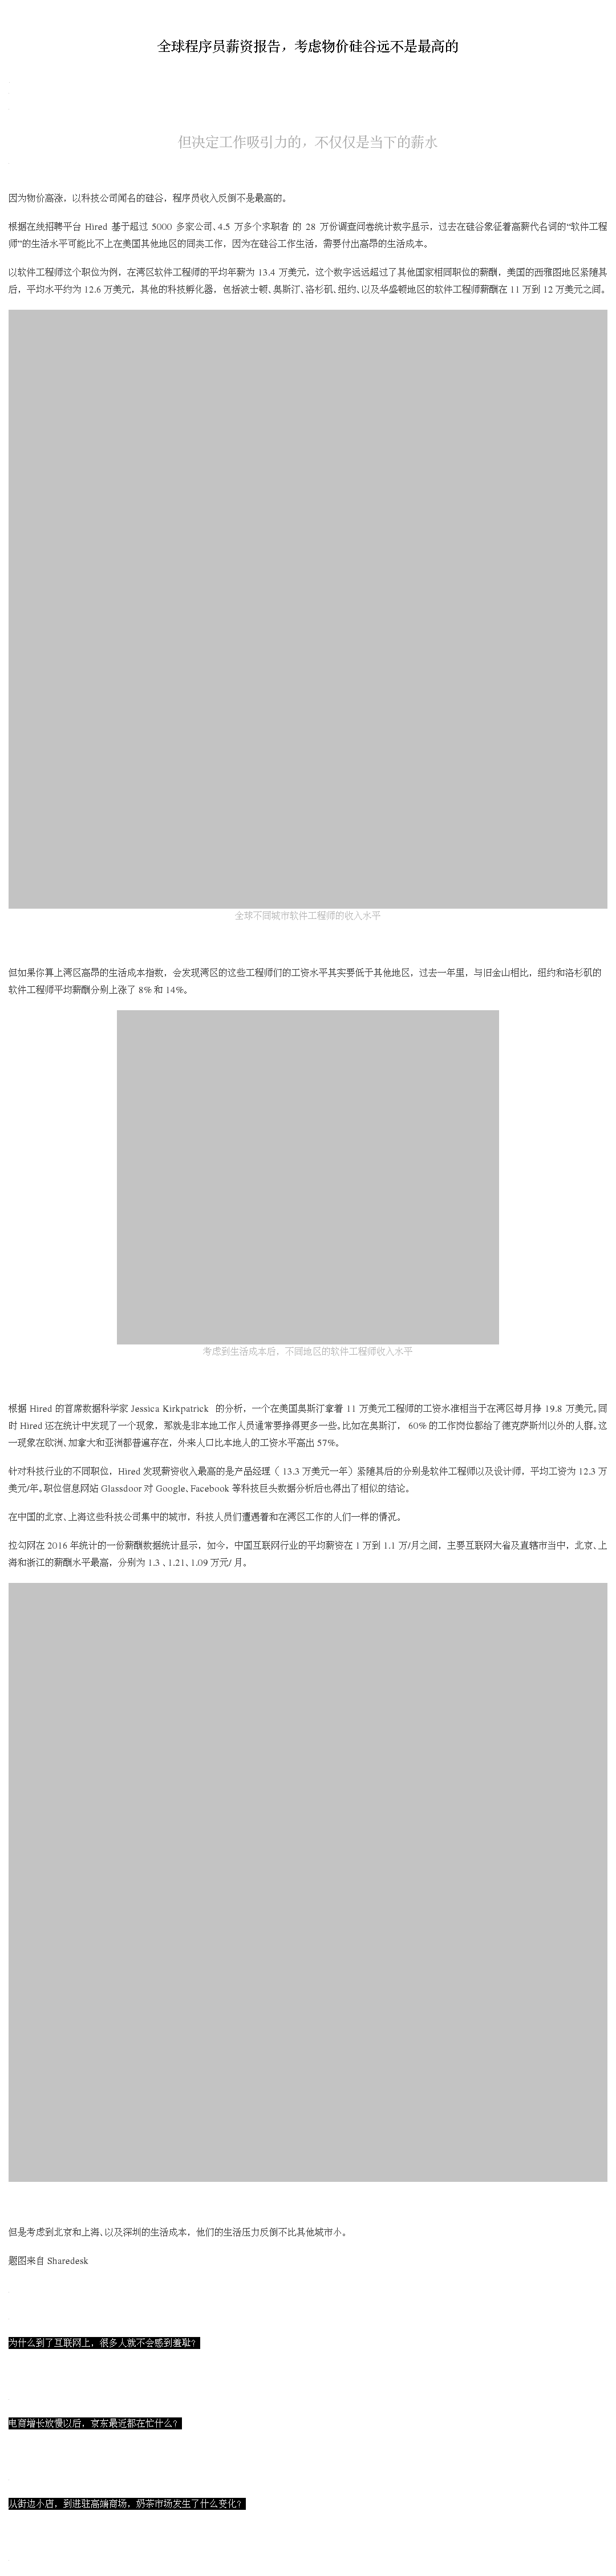 全球程序员薪资报告，考虑物价硅谷远不是最高的
但决定工作吸引力的，不仅仅是当下的薪水
因为物价高涨，以科技公司闻名的硅谷，程序员收入反倒不是最高的。
根据在线招聘平台 Hired 基于超过 5000 多家公司、4.5 万多个求职者 的 28 万份调查问卷统计数字显示，过去在硅谷象征着高薪代名词的“软件工程
师”的生活水平可能比不上在美国其他地区的同类工作，因为在硅谷工作生活，需要付出高昂的生活成本。
以软件工程师这个职位为例，在湾区软件工程师的平均年薪为 13.4 万美元，这个数字远远超过了其他国家相同职位的薪酬，美国的西雅图地区紧随其
后，平均水平约为 12.6 万美元，其他的科技孵化器，包括波士顿、奥斯汀、洛杉矶、纽约、以及华盛顿地区的软件工程师薪酬在 11 万到 12 万美元之间。
全球不同城市软件工程师的收入水平
但如果你算上湾区高昂的生活成本指数，会发现湾区的这些工程师们的工资水平其实要低于其他地区，过去一年里，与旧金山相比，纽约和洛杉矶的
软件工程师平均薪酬分别上涨了 8% 和 14%。
考虑到生活成本后，不同地区的软件工程师收入水平
根据 Hired 的首席数据科学家 Jessica Kirkpatrick 的分析，一个在美国奥斯汀拿着 11 万美元工程师的工资水准相当于在湾区每月挣 19.8 万美元。同
时 Hired 还在统计中发现了一个现象，那就是非本地工作人员通常要挣得更多一些。比如在奥斯汀， 60% 的工作岗位都给了德克萨斯州以外的人群。这
一现象在欧洲、加拿大和亚洲都普遍存在，外来人口比本地人的工资水平高出 57%。
针对科技行业的不同职位，Hired 发现薪资收入最高的是产品经理（ 13.3 万美元一年）紧随其后的分别是软件工程师以及设计师，平均工资为 12.3 万
美元/年。职位信息网站 Glassdoor 对 Google、Facebook 等科技巨头数据分析后也得出了相似的结论。
在中国的北京、上海这些科技公司集中的城市，科技人员们遭遇着和在湾区工作的人们一样的情况。
拉勾网在 2016 年统计的一份薪酬数据统计显示，如今，中国互联网行业的平均薪资在 1 万到 1.1 万/月之间，主要互联网大省及直辖市当中，北京、上
海和浙江的薪酬水平最高，分别为 1.3 、1.21、1.09 万元/ 月。
但是考虑到北京和上海、以及深圳的生活成本，他们的生活压力反倒不比其他城市小。
题图来自 Sharedesk
为什么到了互联网上，很多人就不会感到羞耻？
电商增长放慢以后，京东最近都在忙什么？
从街边小店，到进驻高端商场，奶茶市场发生了什么变化？